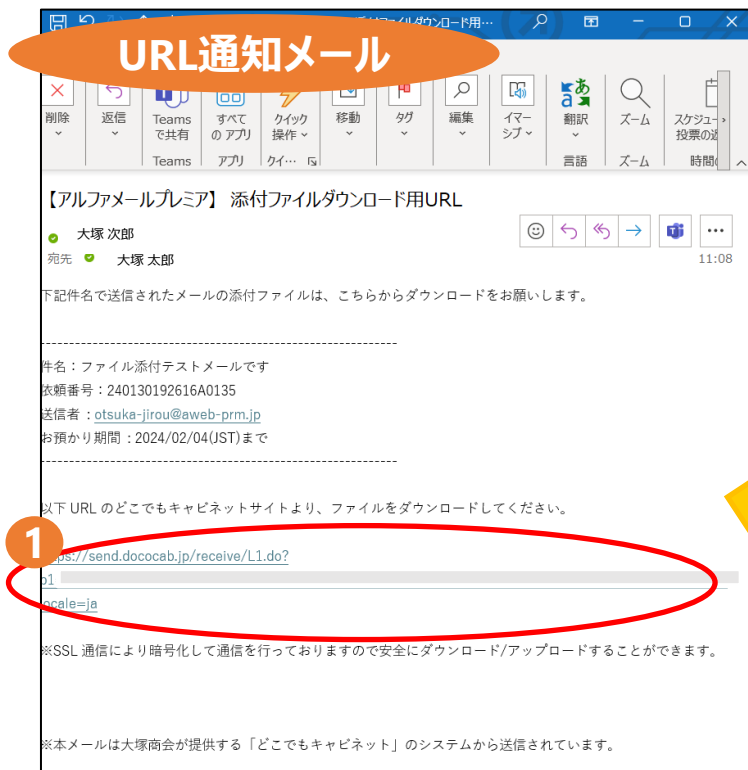 URL通知メール
削除
返信
Teams
で共有
すべて
の アプリ
クイック
操作
移動
タグ
編集
イマー
シブ
あ
a
翻訳
ズーム
スケジュー
投票の
Teams
アプリ
クイ…
言語
ズーム
時間
【アルファメールプレミア】 添付ファイルダウンロード用URL
大塚 次郎
宛先 大塚 太郎
11:08
下記件名で送信されたメールの添付ファイルは、こちらからダウンロードをお願いします。
------------------------------------------------------------
件名：ファイル添付テストメールです
依頼番号：240130192616A0135
送信者：otsuka-jirou@aweb-prm.jp
お預かり期間：2024/02/04(JST)まで
------------------------------------------------------------
以下 URL のどこでもキャビネットサイトより、ファイルをダウンロードしてください。
1
://send.dococab.jp/receive/L1.do?
ocale=ja
※SSL 通信により暗号化して通信を行っておりますので安全にダウンロード/アップロードすることができます。
※本メールは大塚商会が提供する「どこでもキャビネット」のシステムから送信されています。